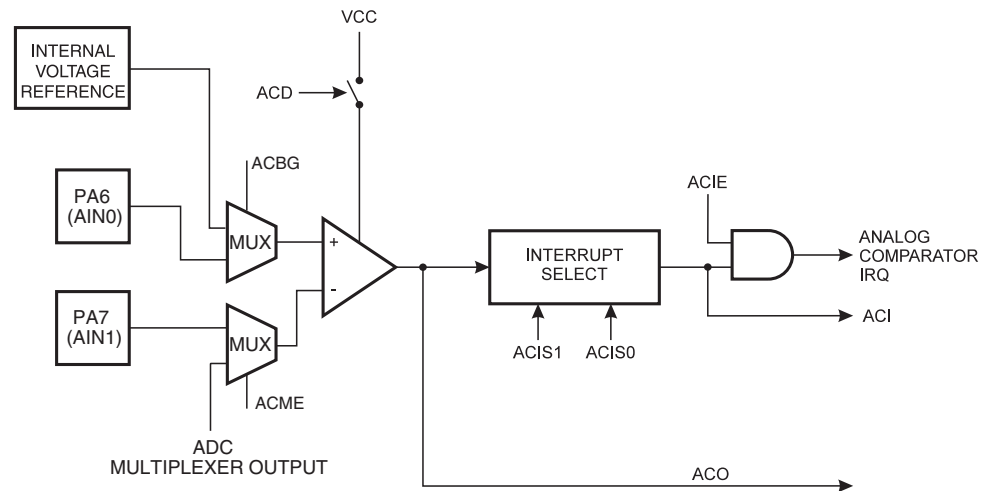 VCC
INTERNAL
VOLTAGE
REFERENCE
ACD
ACBG
PA6
(AIN0)
MUX
+
-
PA7
(AIN1)
MUX
ACME
ADC
MULTIPLEXER OUTPUT
INTERRUPT
SELECT
ACIS1 ACIS0
ACIE
ANALOG
COMPARATOR
IRQ
ACI
ACO